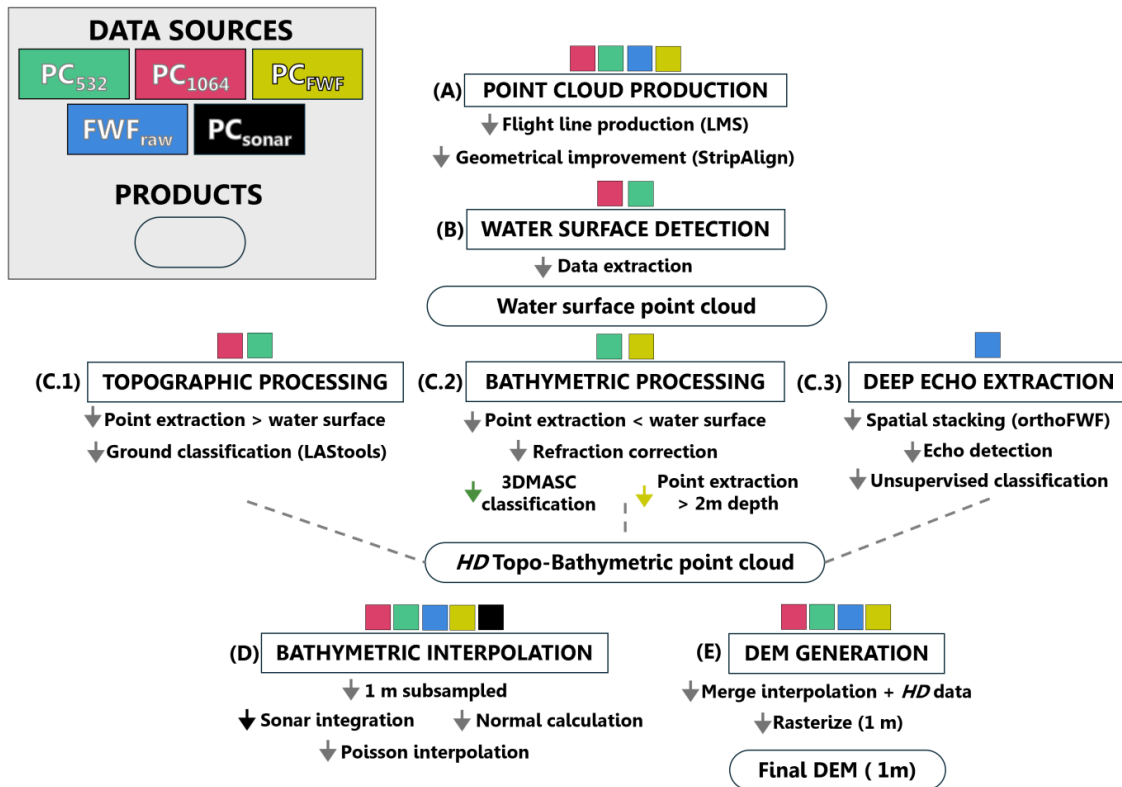 DATA SOURCES
PC532
PC1064
PCFWF
FWFraw
PCsonar
PRODUCTS
(A)
POINT CLOUD PRODUCTION
Flight line production (LMS)
Geometrical improvement (StripAlign)
(B)
WATER SURFACE DETECTION
Data extraction
Water surface point cloud
(C.1)
TOPOGRAPHIC PROCESSING
Point extraction > water surface
Ground classification (LAStools)
(C.2)
BATHYMETRIC PROCESSING
Point extraction < water surface
Refraction correction
3DMASC
classification
Point extraction
> 2m depth
(C.3)
DEEP ECHO EXTRACTION
Spatial stacking (orthoFWF)
Echo detection
Unsupervised classification
HD Topo-Bathymetric point cloud
(D)
BATHYMETRIC INTERPOLATION
1 m subsampled
Sonar integration
Normal calculation
Poisson interpolation
(E)
DEM GENERATION
Merge interpolation + HD data
Rasterize (1 m)
Final DEM ( 1m)